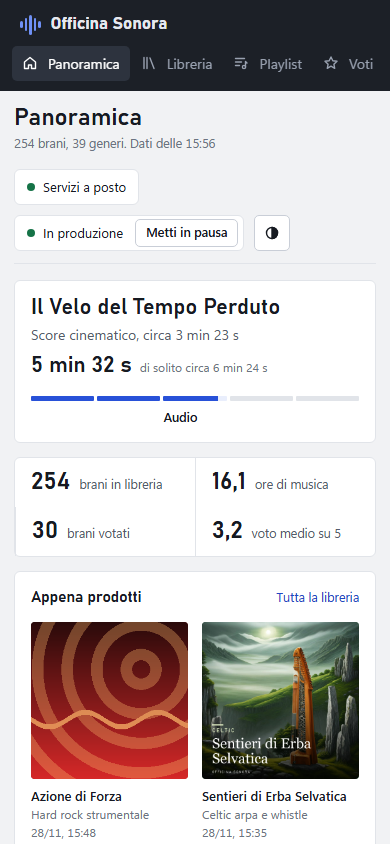 Officina Sonora
Panoramica
Libreria
Playlist
Voti
Panoramica
254 brani, 39 generi. Dati delle 15:56
Servizi a posto
In produzione
Metti in pausa
Il Velo del Tempo Perduto
Score cinematico, circa 3 min 23 s
5 min 32 s di solito circa 6 min 24 s
Audio
254 brani in libreria
16,1 ore di musica
30 brani votati
3,2 voto medio su 5
Appena prodotti
Tutta la libreria
CELTIC
Sentieri di Erba
Selvatica
Azione di Forza
Hard rock strumentale
28/11, 15:48
Sentieri di Erba Selvatica
Celtic arpa e whistle
28/11, 15:35